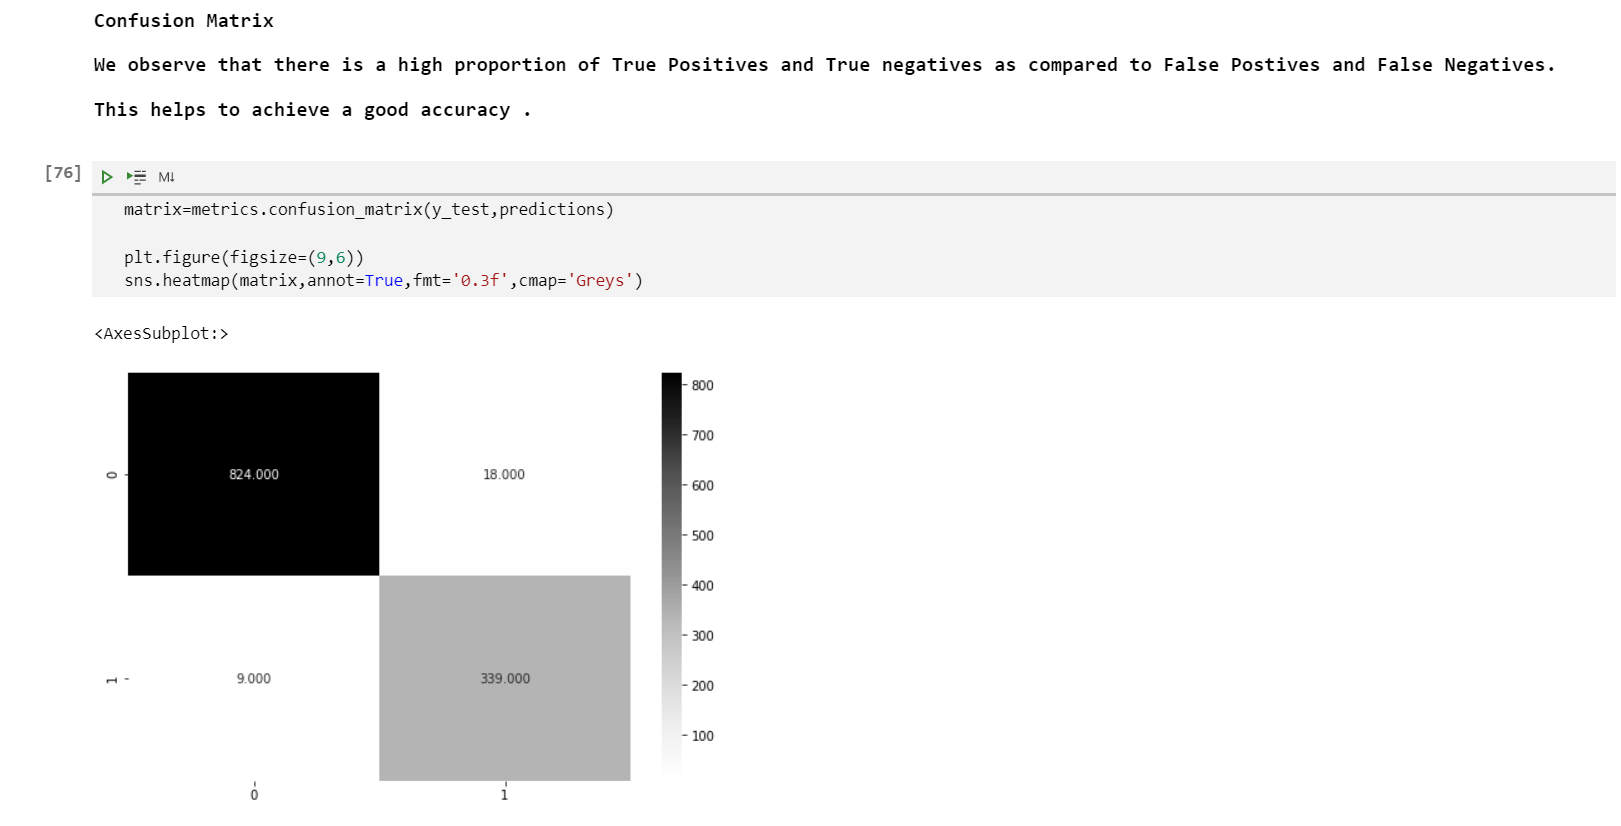 Confusion Matrix
We observe that there is a high proportion of True Positives and True negatives as compared to False Postives and False Negatives.
This helps to achieve a good accuracy .
[76]
M↓
matrix=metrics.confusion_matrix(y_test,predictions)
plt.figure(figsize=(9,6))
sns.heatmap(matrix,annot=True,fmt='0.3f',cmap='Greys')
<AxesSubplot:>
0
824.000
18.000
1
9.000
339.000
0
1
800
700
600
500
400
300
200
100